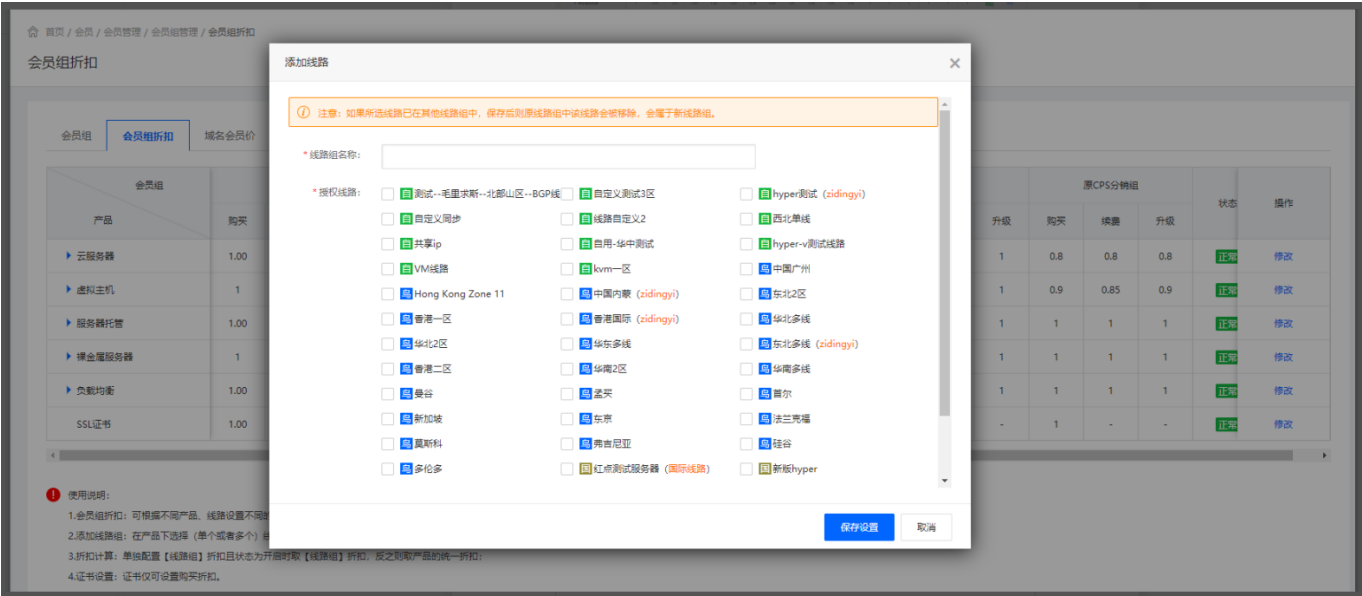 首页 / 会员 / 会员管理 / 会员组管理 / 会员组折扣
会员组折扣
添加线路
注意：如果所选线路已在其他线路组中，保存后则原线路组中该线路会被移除，会属于新线路组。
会员组 会员组折扣 域名会员价
*线路组名称：
*授权线路：
自 测试--毛里求斯--北部山区--BGP线 自 自定义测试3区 自 hyper测试（zidingyi）
自 自定义同步 自 线路自定义2 自 西北单线
自 共享ip 自 自用-华中测试 自 hyper-v测试线路
自 VM线路 自 kvm一区 岛 中国广州
岛 Hong Kong Zone 11 岛 中国内蒙（zidingyi） 岛 东北2区
岛 香港一区 岛 香港国际（zidingyi） 岛 华北多线
岛 华北2区 岛 华东多线 岛 东北多线（zidingyi）
岛 香港二区 岛 华南2区 岛 华南多线
岛 曼谷 岛 孟买 岛 首尔
岛 新加坡 岛 东京 岛 法兰克福
岛 莫斯科 岛 弗吉尼亚 岛 硅谷
岛 多伦多 红点测试服务器（国际线路） 新版hyper
保存设置 取消
会员组 原CPS分销组 状态 操作
产品 购买 升级 购买 续费 升级
云服务器 1.00 1 0.8 0.8 0.8 正常 修改
虚拟主机 1 1 0.9 0.85 0.9 正常 修改
服务器托管 1.00 1 1 1 1 正常 修改
裸金属服务器 1 1 1 1 1 正常 修改
负载均衡 1.00 1 1 1 1 正常 修改
SSL证书 1.00 - 1 - - 正常 修改
使用说明：
1.会员组折扣：可根据不同产品、线路设置不同的
2.添加线路组：在产品下选择（单个或者多个）
3.折扣计算：单独配置【线路组】折扣且状态为开启时取【线路组】折扣，反之则取产品的统一折扣；
4.证书设置：证书仅可设置购买折扣。